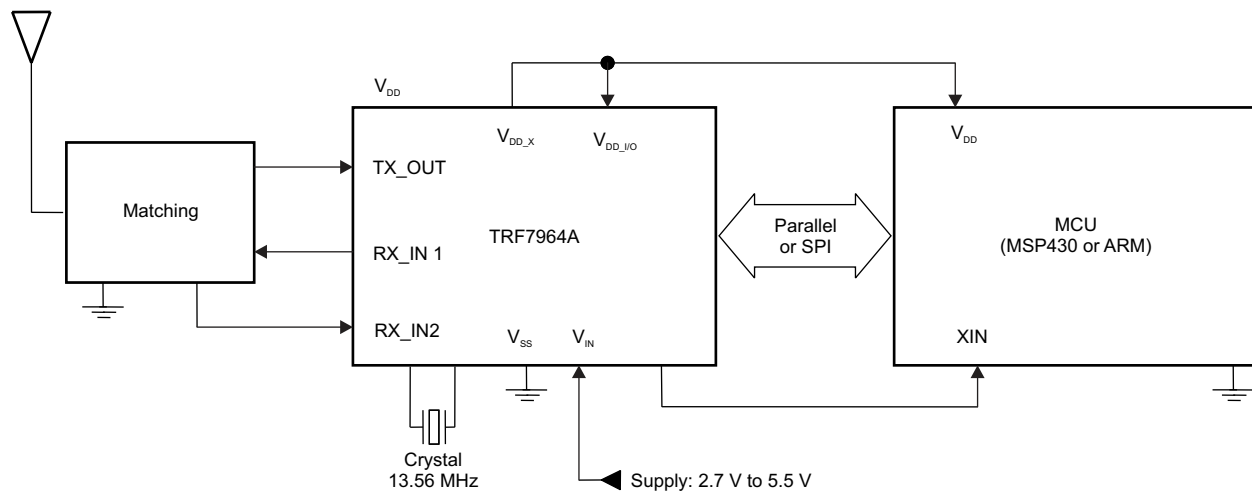 V_DD
V_DD_X
V_DD_I/O
V_DD
TX_OUT
Matching
Parallel
or SPI
MCU
(MSP430 or ARM)
TRF7964A
RX_IN 1
RX_IN2
V_SS
V_IN
XIN
Crystal
13.56 MHz
Supply: 2.7 V to 5.5 V